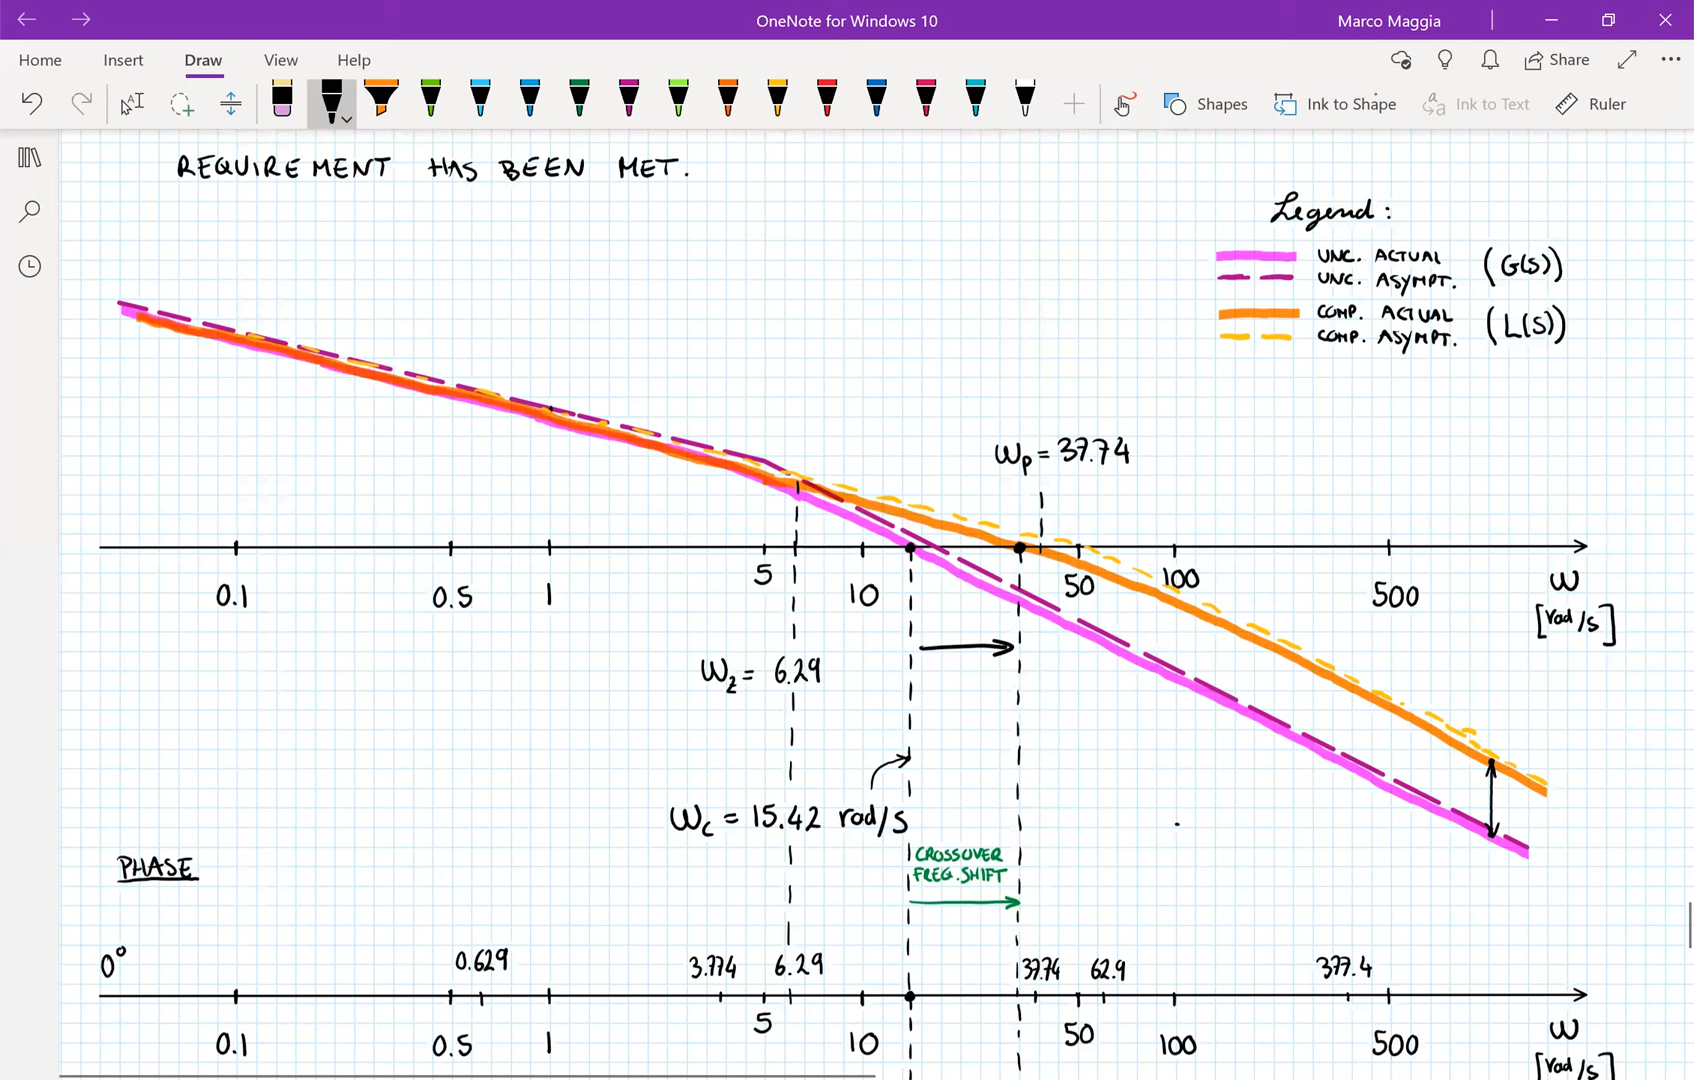 OneNote for Windows 10
Marco Maggia
Home Insert Draw View Help
Share
Shapes Ink to Shape Ink to Text Ruler
REQUIREMENT HAS BEEN MET.
Legend:
UNC. ACTUAL
UNC. ASYMPT.
(G(S))
COMP. ACTUAL
COMP. ASYMPT.
(L(S))
ωp = 37.74
0.1 0.5 1 5 10 50 100 500 ω
[rad/s]
ωz = 6.29
ωc = 15.42 rad/s
CROSSOVER
FREQ. SHIFT
PHASE
0° 0.629 3.774 6.29 37.74 62.9 377.4
0.1 0.5 1 5 10 50 100 500 ω
[rad/s]